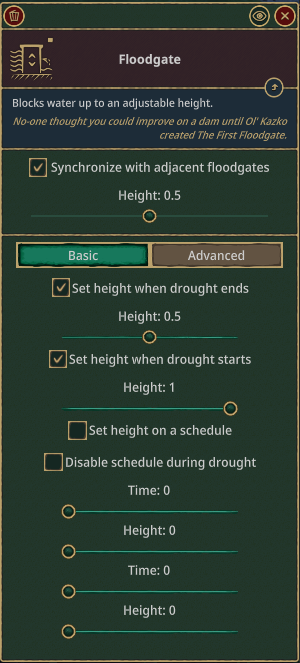 Floodgate
Blocks water up to an adjustable height.
No-one thought you could improve on a dam until Ol' Kazko
created The First Floodgate.
Synchronize with adjacent floodgates
Height: 0.5
Basic
Advanced
Set height when drought ends
Height: 0.5
Set height when drought starts
Height: 1
Set height on a schedule
Disable schedule during drought
Time: 0
Height: 0
Time: 0
Height: 0